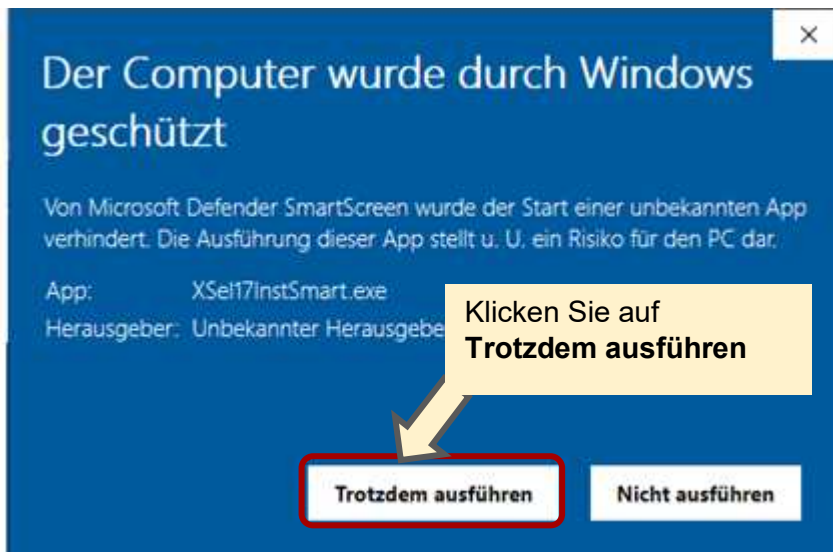 Der Computer wurde durch Windows
geschützt
Von Microsoft Defender SmartScreen wurde der Start einer unbekannten App
verhindert. Die Ausführung dieser App stellt u. U. ein Risiko für den PC dar.
App: XSel17InstSmart.exe
Herausgeber: Unbekannter Herausgebe
Klicken Sie auf
Trotzdem ausführen
Trotzdem ausführen
Nicht ausführen